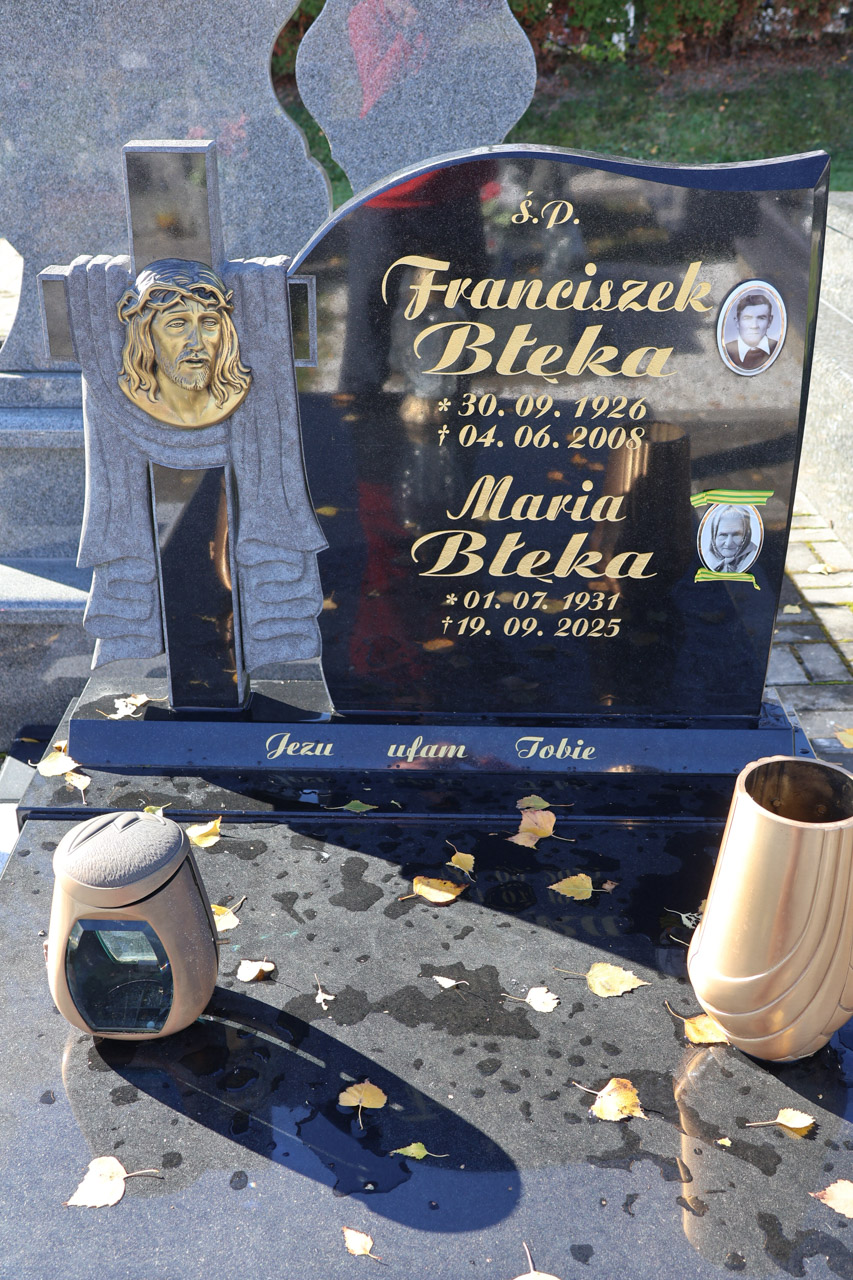 ś.p.
Franciszek
Błęka
* 30. 09. 1926
† 04. 06. 2008
Maria
Błęka
* 01. 07. 1931
† 19. 09. 2025
Jezu ufam Tobie